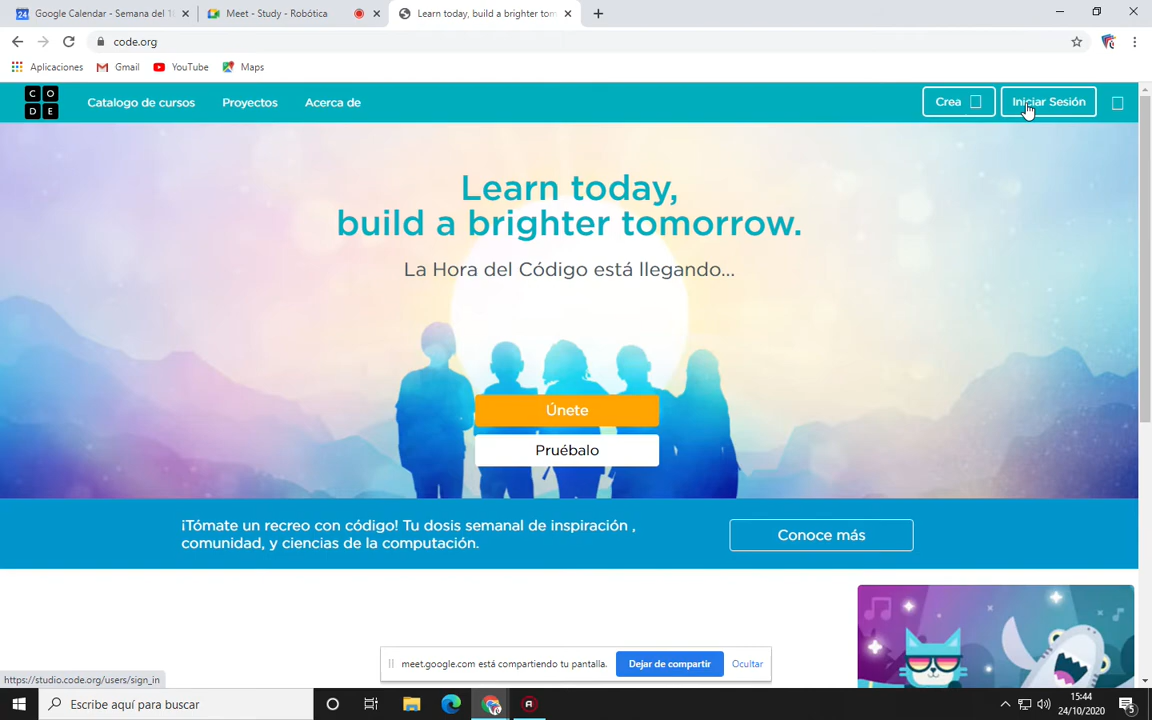 Google Calendar - Semana del 1
Meet - Study - Robótica
Learn today, build a brighter tom
code.org
Aplicaciones
Gmail
YouTube
Maps
C O
D E
Catalogo de cursos
Proyectos
Acerca de
Crea
Iniciar Sesión
Learn today,
build a brighter tomorrow.
La Hora del Código está llegando...
Únete
Pruébalo
¡Tómate un recreo con código! Tu dosis semanal de inspiración ,
comunidad, y ciencias de la computación.
Conoce más
meet.google.com está compartiendo tu pantalla.
Dejar de compartir
Ocultar
https://studio.code.org/users/sign_in
Escribe aquí para buscar
15:44
24/10/2020
5